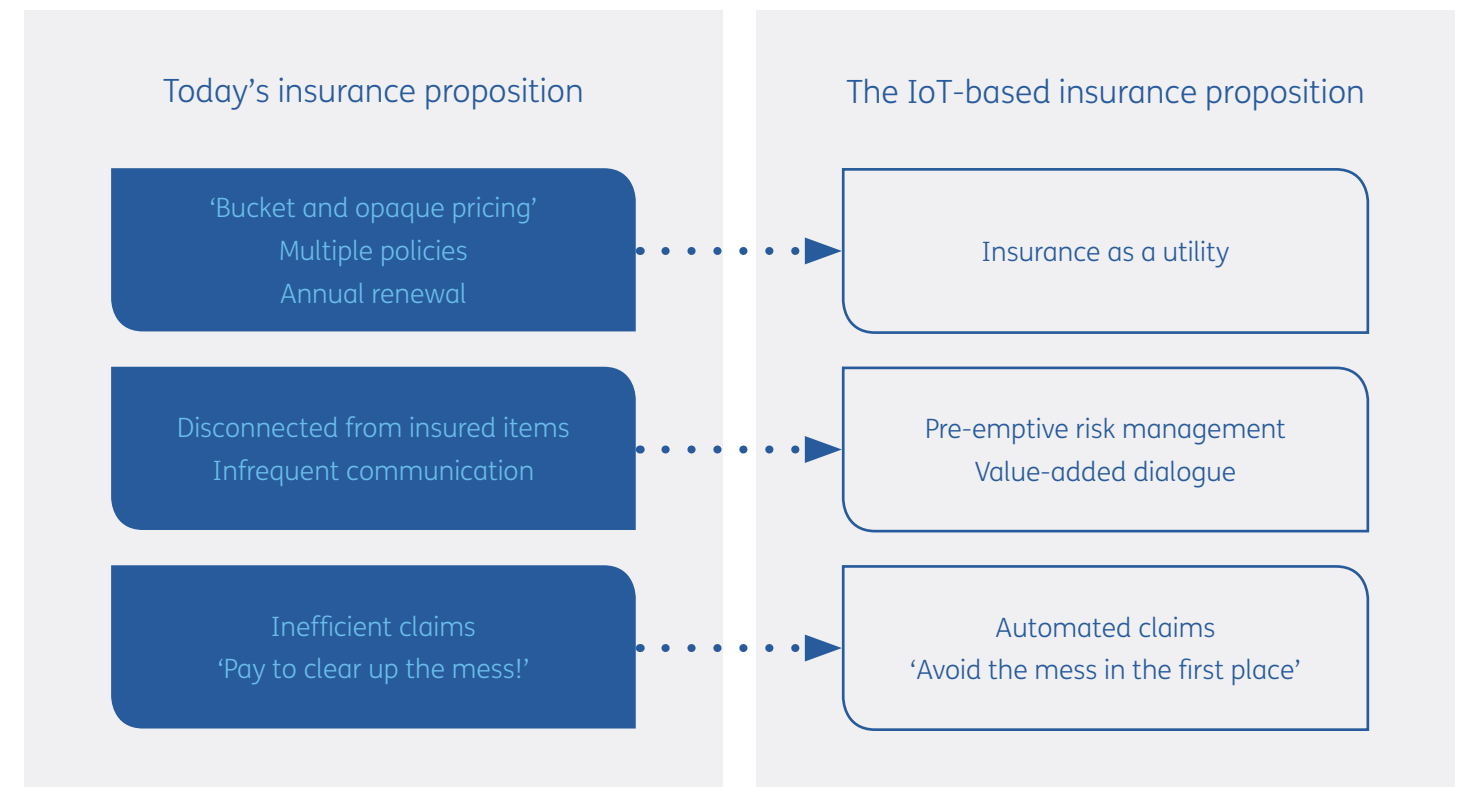 Today’s insurance proposition
‘Bucket and opaque pricing’
Multiple policies
Annual renewal
Disconnected from insured items
Infrequent communication
Inefficient claims
‘Pay to clear up the mess!’
The IoT-based insurance proposition
Insurance as a utility
Pre-emptive risk management
Value-added dialogue
Automated claims
‘Avoid the mess in the first place’